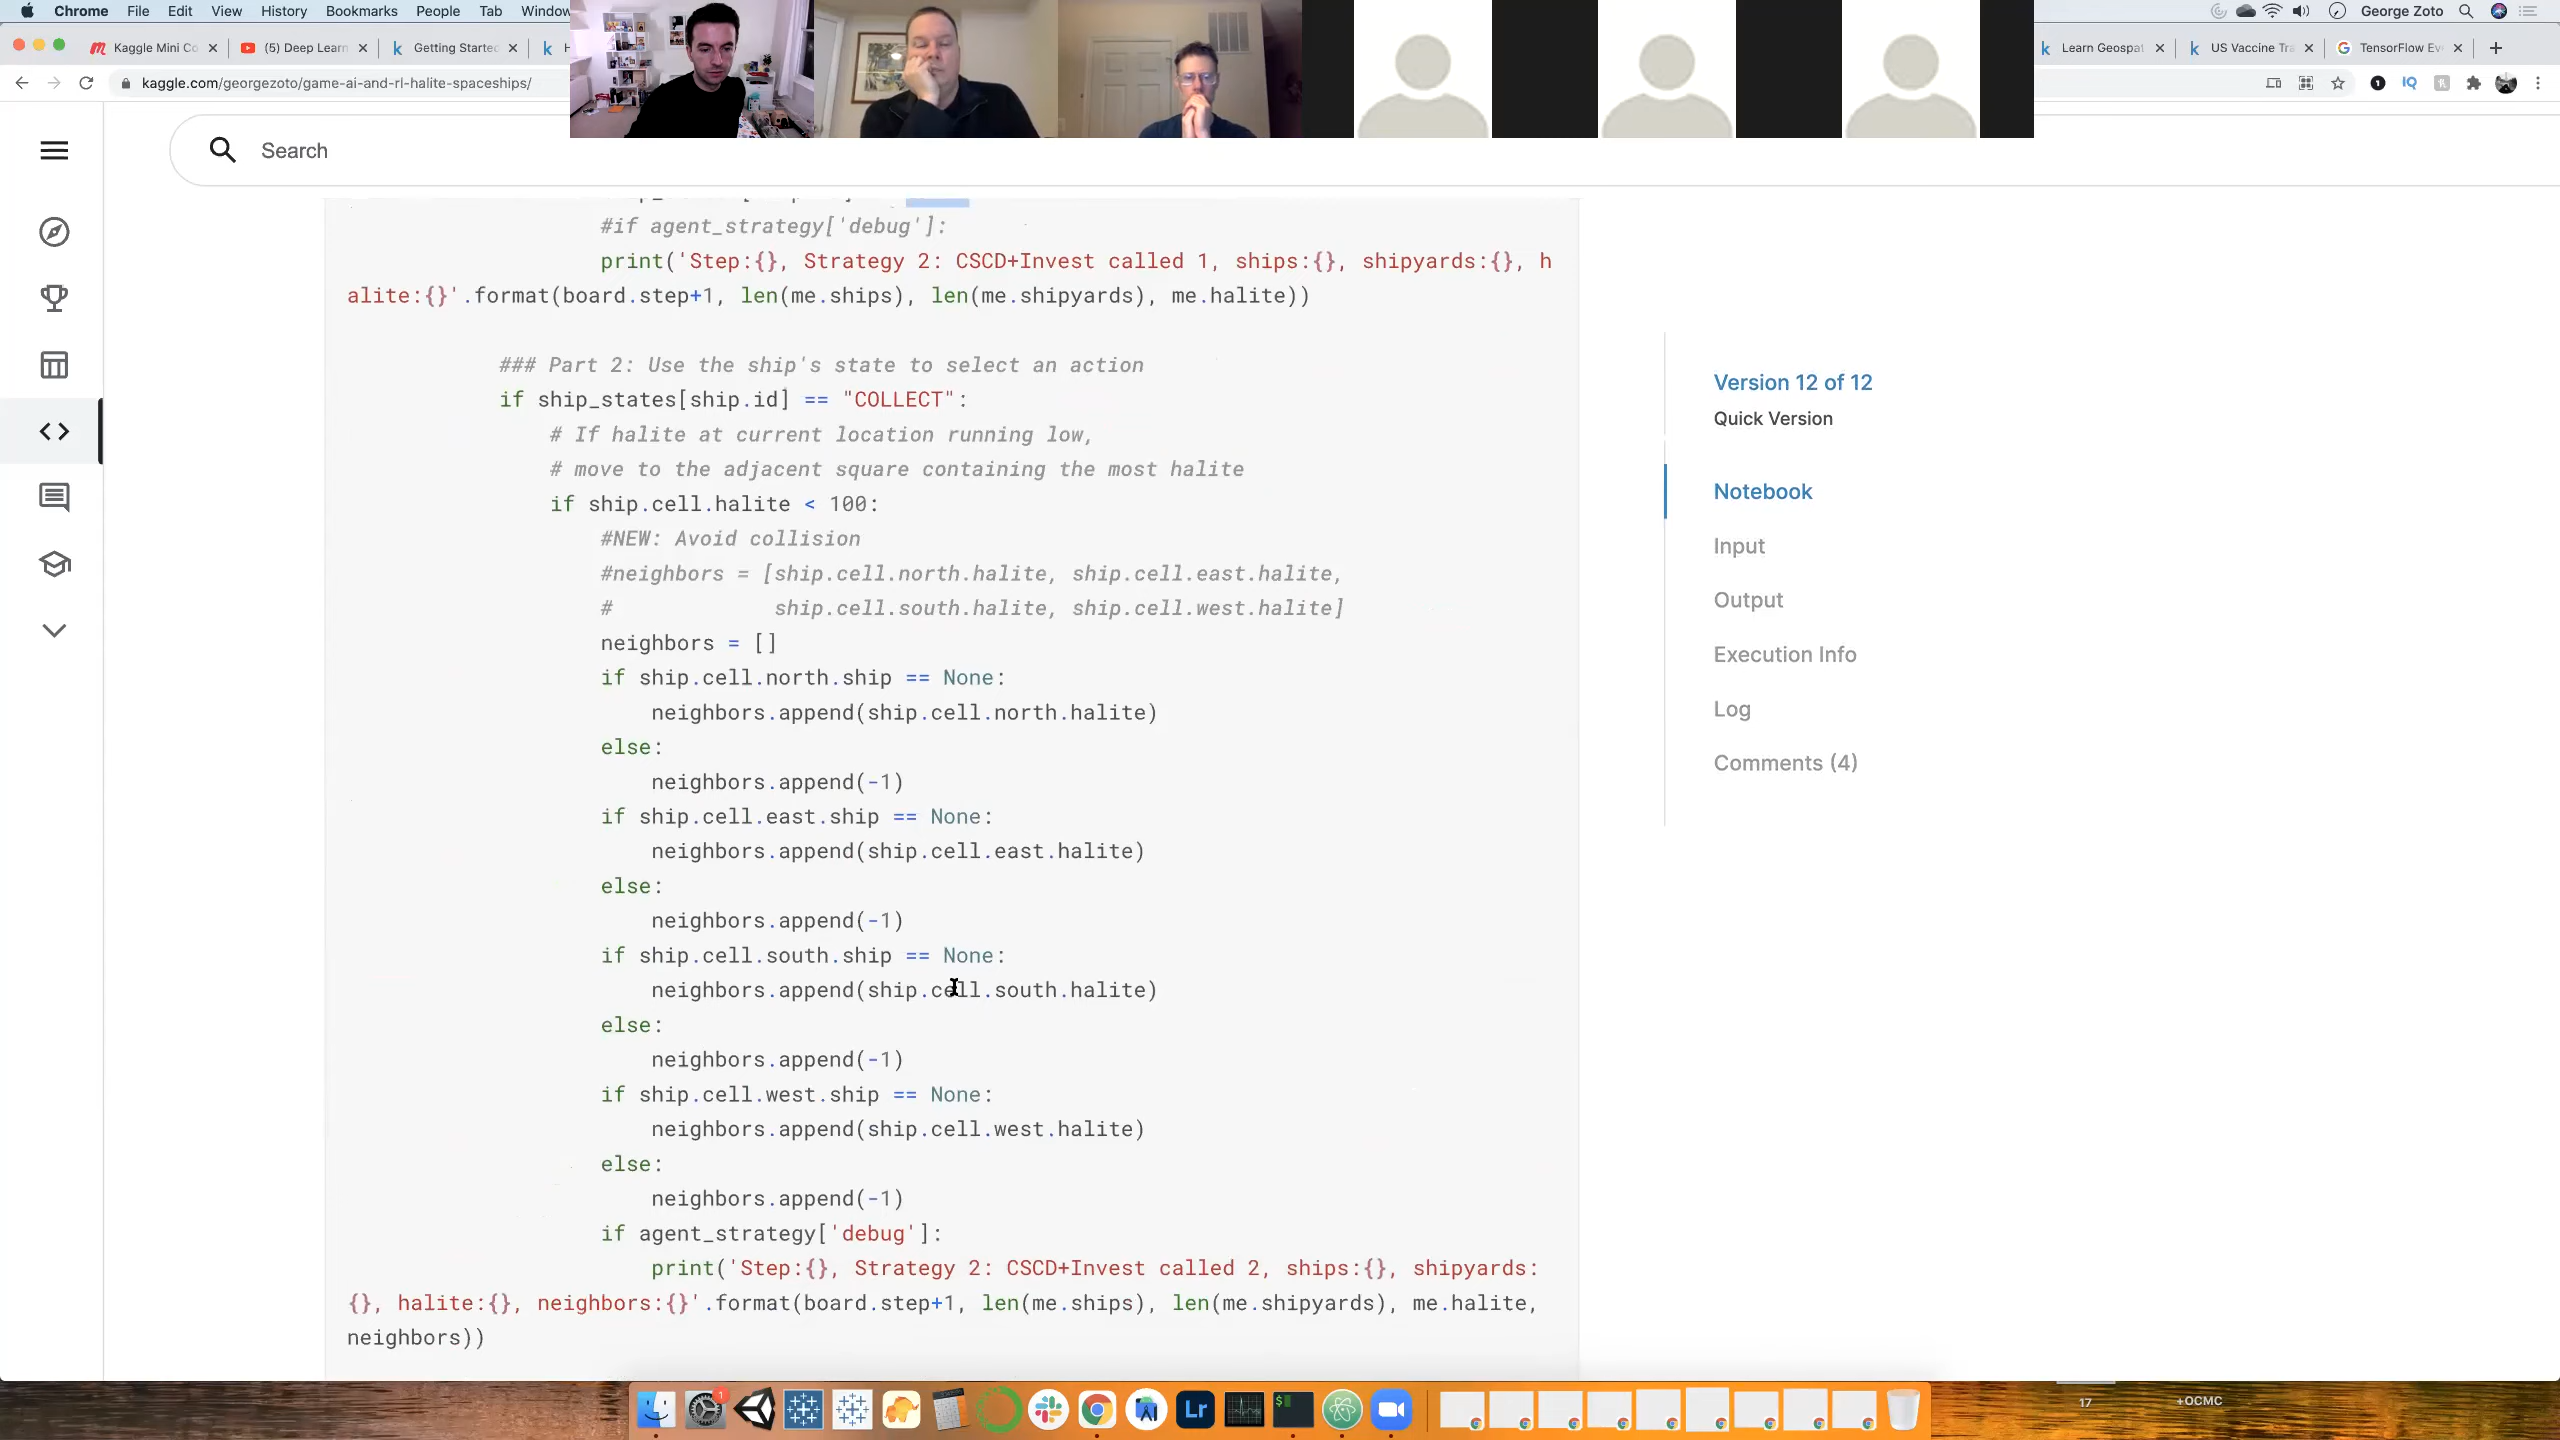 Chrome File Edit View History Bookmarks People Tab Window
George Zoto
Kaggle Mini Co
(5) Deep Learn
Getting Started
Learn Geospat
US Vaccine Tra
TensorFlow Ev
kaggle.com/georgezoto/game-ai-and-rl-halite-spaceships/
Search
#if agent_strategy['debug']:
print('Step:{}, Strategy 2: CSCD+Invest called 1, ships:{}, shipyards:{}, h
alite:{}'.format(board.step+1, len(me.ships), len(me.shipyards), me.halite))
### Part 2: Use the ship's state to select an action
if ship_states[ship.id] == "COLLECT":
# If halite at current location running low,
# move to the adjacent square containing the most halite
if ship.cell.halite < 100:
#NEW: Avoid collision
#neighbors = [ship.cell.north.halite, ship.cell.east.halite,
# ship.cell.south.halite, ship.cell.west.halite]
neighbors = []
if ship.cell.north.ship == None:
neighbors.append(ship.cell.north.halite)
else:
neighbors.append(-1)
if ship.cell.east.ship == None:
neighbors.append(ship.cell.east.halite)
else:
neighbors.append(-1)
if ship.cell.south.ship == None:
neighbors.append(ship.cell.south.halite)
else:
neighbors.append(-1)
if ship.cell.west.ship == None:
neighbors.append(ship.cell.west.halite)
else:
neighbors.append(-1)
if agent_strategy['debug']:
print('Step:{}, Strategy 2: CSCD+Invest called 2, ships:{}, shipyards:
{}, halite:{}, neighbors:{}'.format(board.step+1, len(me.ships), len(me.shipyards), me.halite,
neighbors))
Version 12 of 12
Quick Version
Notebook
Input
Output
Execution Info
Log
Comments (4)
1
Lr
17
+OCMC